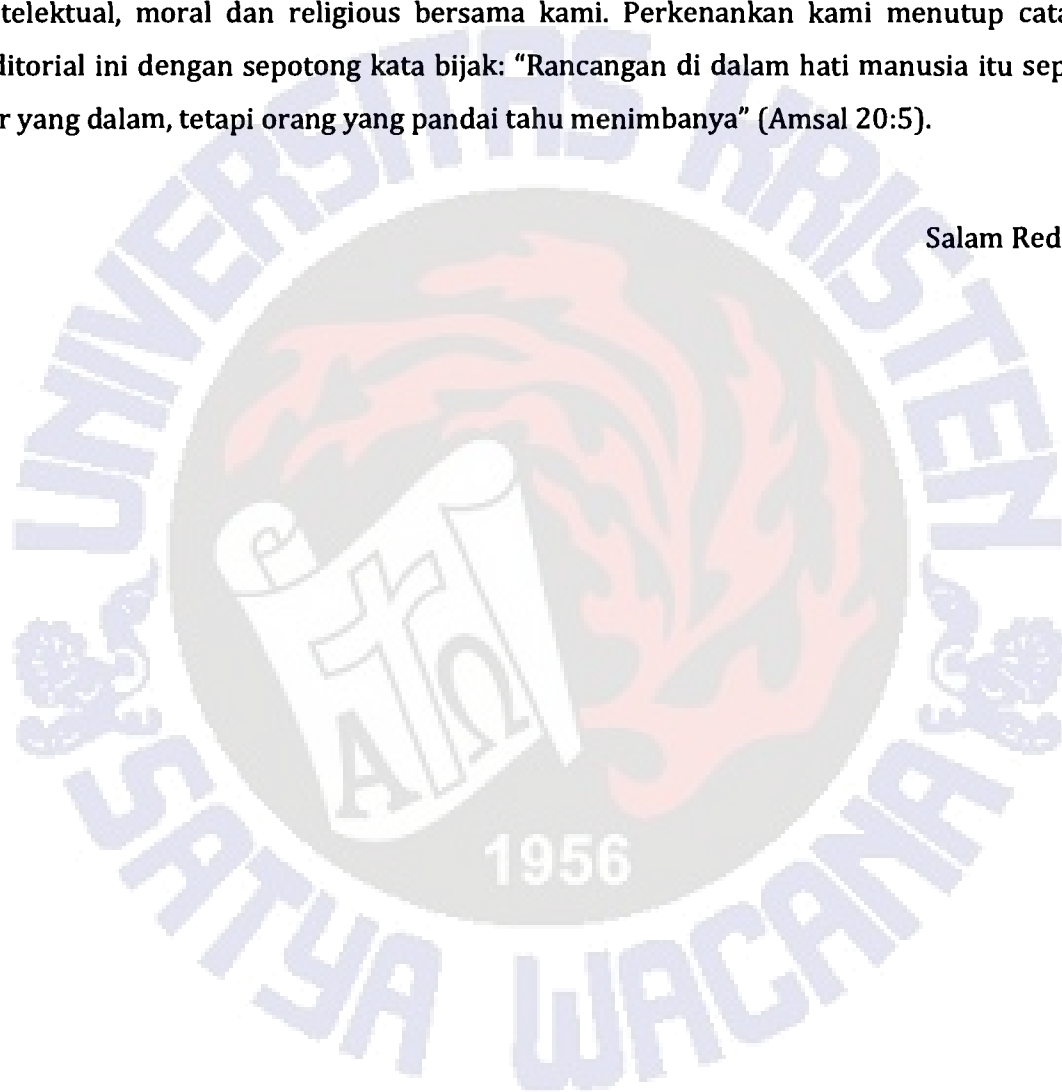 telektual, moral dan religious bersama kami. Perkenankan kami menutup cata
ditorial ini dengan sepotong kata bijak: “Rancangan di dalam hati manusia itu sep
r yang dalam, tetapi orang yang pandai tahu menimbanya” (Amsal 20:5).
Salam Red
UNIVERSITAS KRISTEN
A Ω
1956
SATYA WACANA